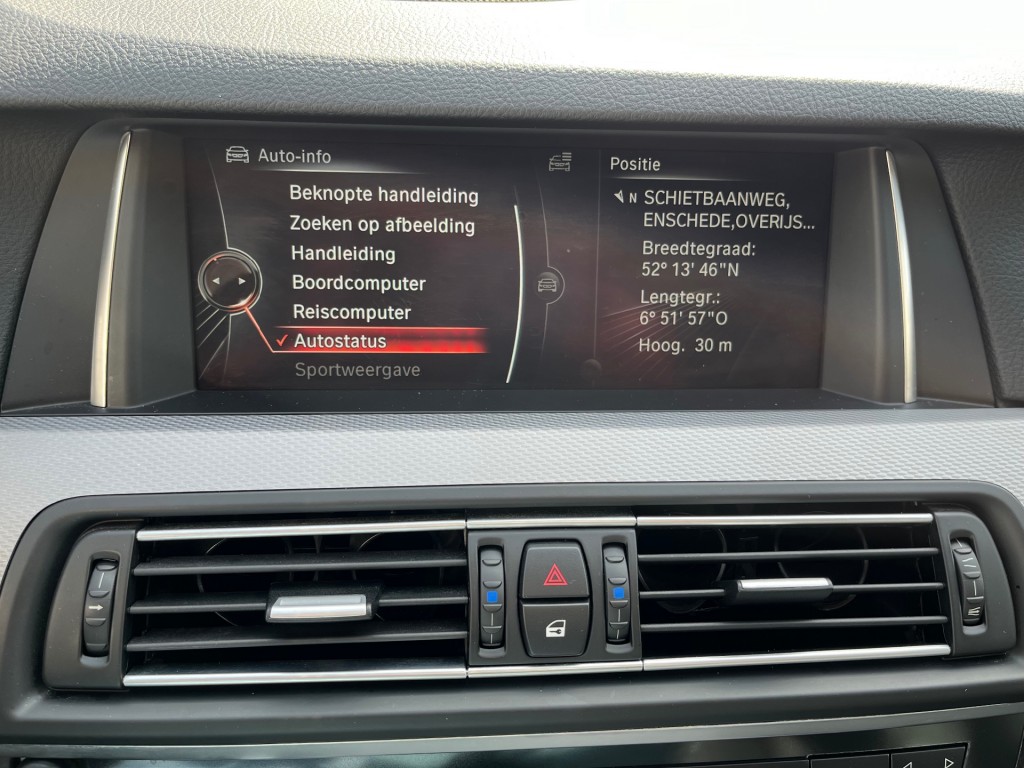 Auto-info
Beknopte handleiding
Zoeken op afbeelding
Handleiding
Boordcomputer
Reiscomputer
Autostatus
Sportweergave
Positie
N SCHIETBAANWEG,
ENSCHEDE,OVERIJS...
Breedtegraad:
52° 13' 46"N
Lengtegr.:
6° 51' 57"O
Hoog. 30 m